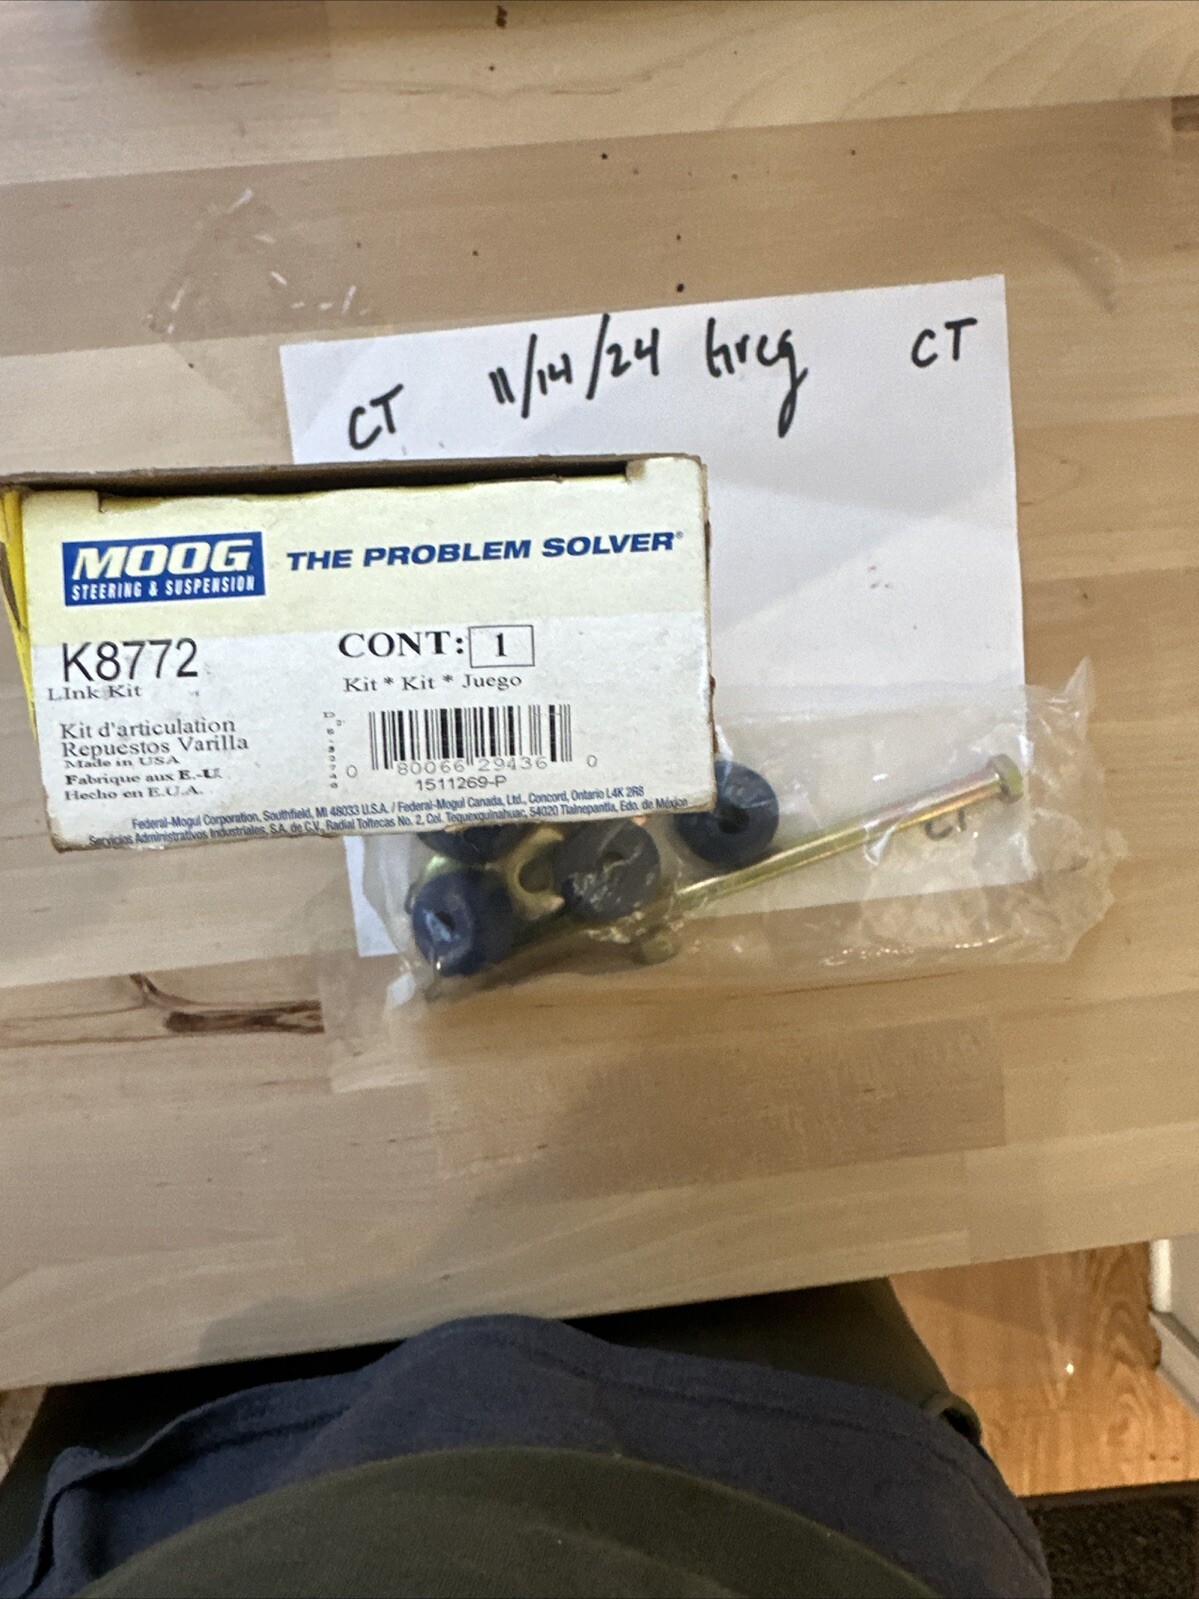 CT 11/14/24 Greg CT
MOOG
STEERING & SUSPENSION
THE PROBLEM SOLVER®
K8772
LInk Kit
CONT: 1
Kit * Kit * Juego
Kit d'articulation
Repuestos Varilla
Made in USA
Fabrique aux E.-U.
Hecho en E.U.A.
0 80066 29436 0
1511269-P
Federal-Mogul Corporation, Southfield, MI 48033 U.S.A. / Federal-Mogul Canada, Ltd., Concord, Ontario L4K 2R8
Servicios Administrativos Industriales, S.A. de C.V., Radial Toltecas No. 2, Col. Tequexquinahuac, 54020 Tlalnepantla, Edo. de México
CT